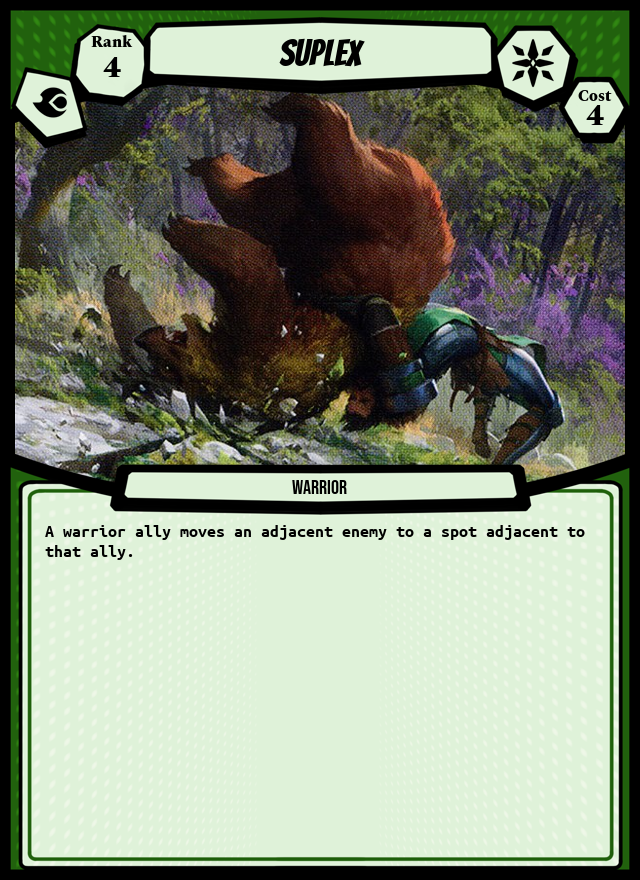 Rank
4
SUPLEX
Cost
4
WARRIOR
A warrior ally moves an adjacent enemy to a spot adjacent to
that ally.